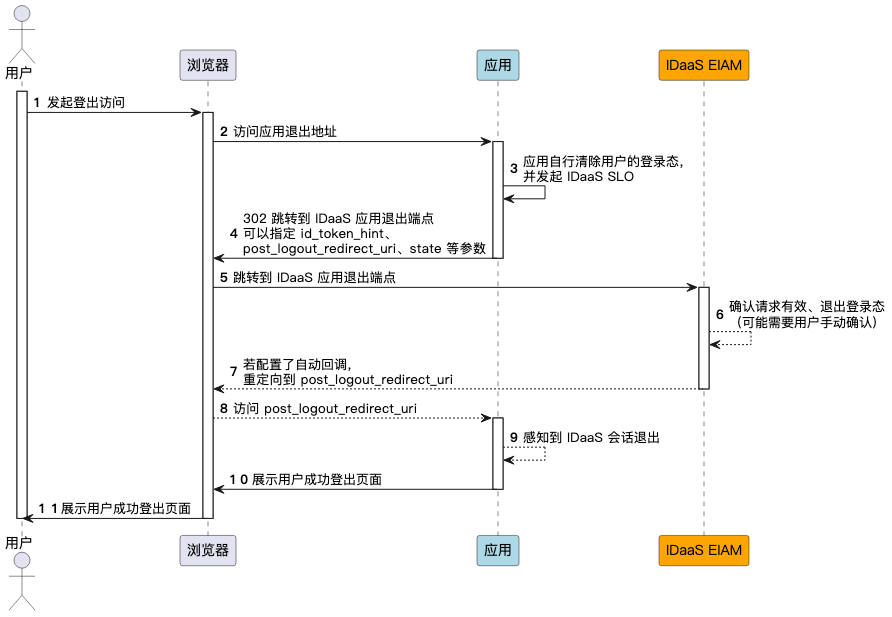 用户
浏览器
应用
IDaaS EIAM
1 发起登出访问
2 访问应用退出地址
3 应用自行清除用户的登录态,
并发起 IDaaS SLO
302 跳转到 IDaaS 应用退出端点
4 可以指定 id_token_hint、
post_logout_redirect_uri、state 等参数
5 跳转到 IDaaS 应用退出端点
6 确认请求有效、退出登录态
(可能需要用户手动确认)
7 若配置了自动回调,
重定向到 post_logout_redirect_uri
8 访问 post_logout_redirect_uri
9 感知到 IDaaS 会话退出
10 展示用户成功登出页面
11 展示用户成功登出页面
用户
浏览器
应用
IDaaS EIAM